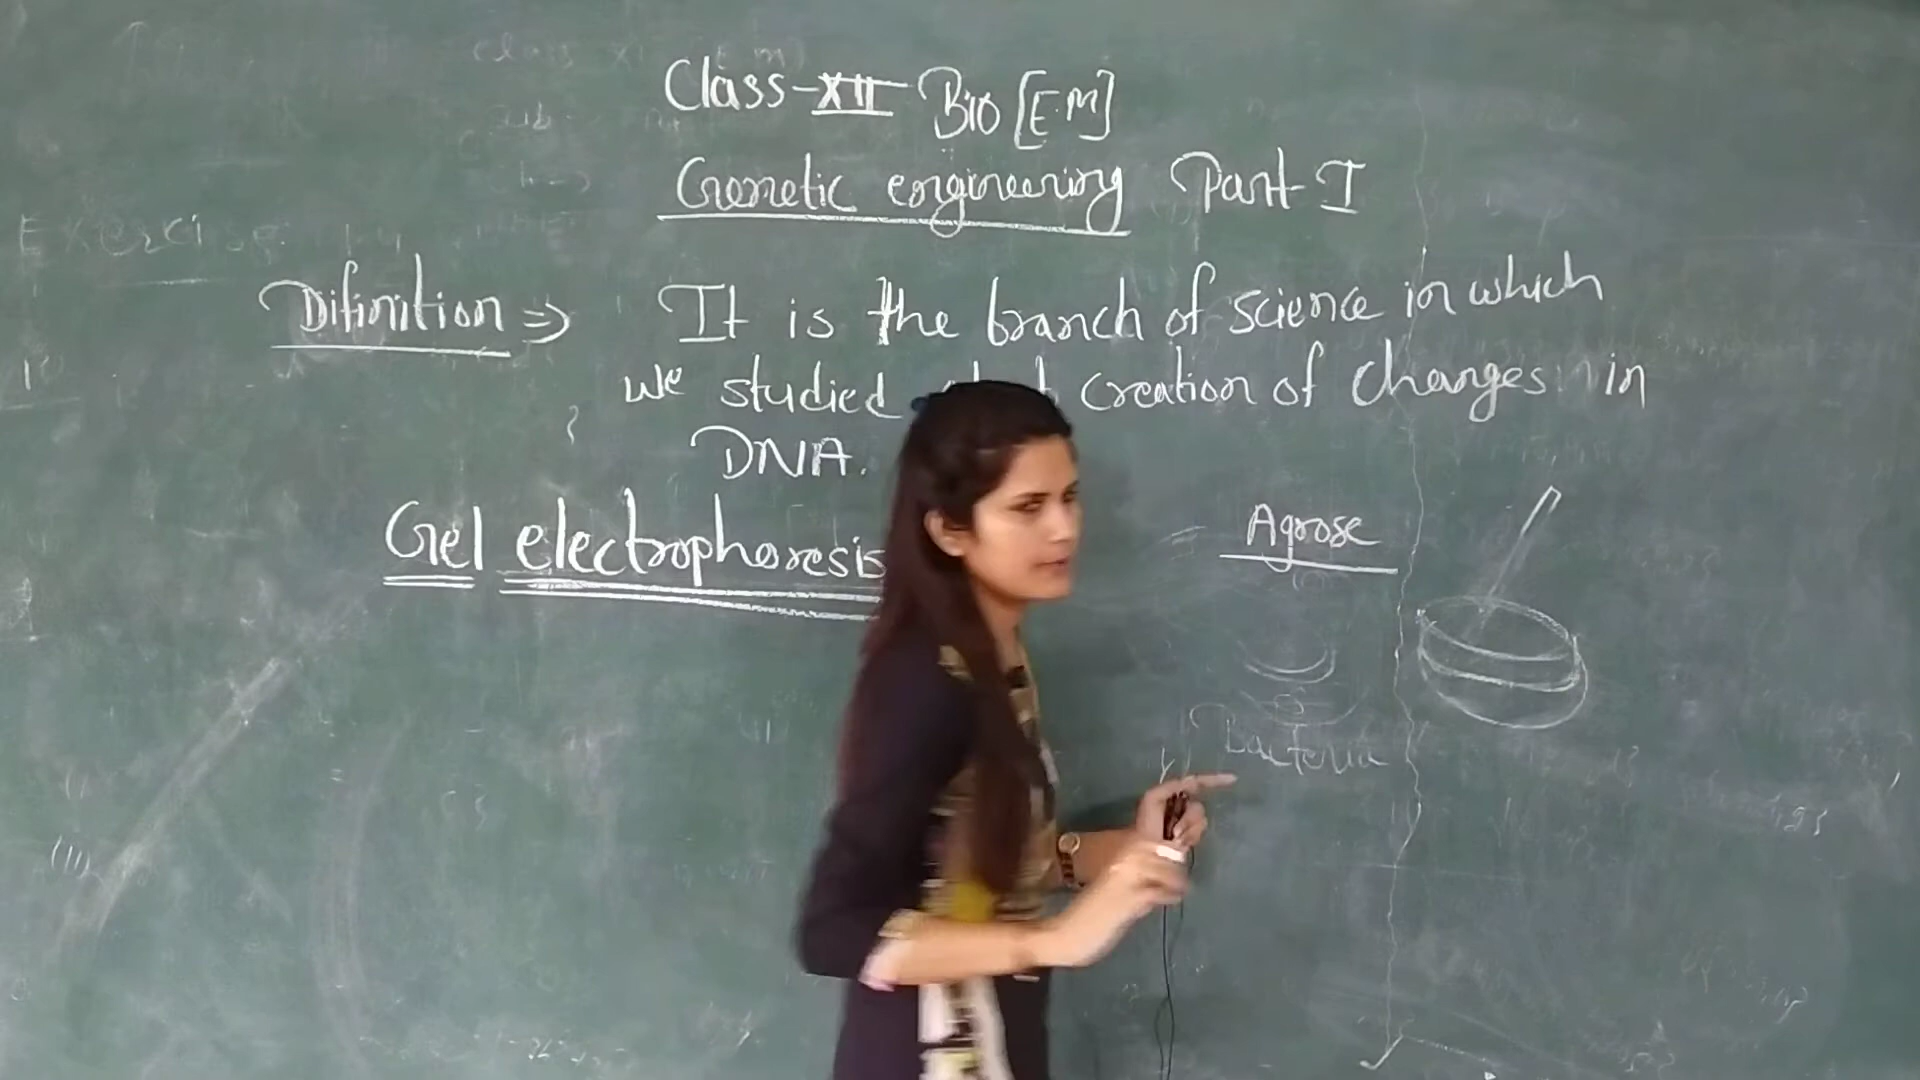 Class-XII Bio [E.M]
Genetic engineering Part-I
Difinition => It is the branch of science in which
we studied creation of changes in
DNA.
Gel electrophoresis
Agrose
Bacteria